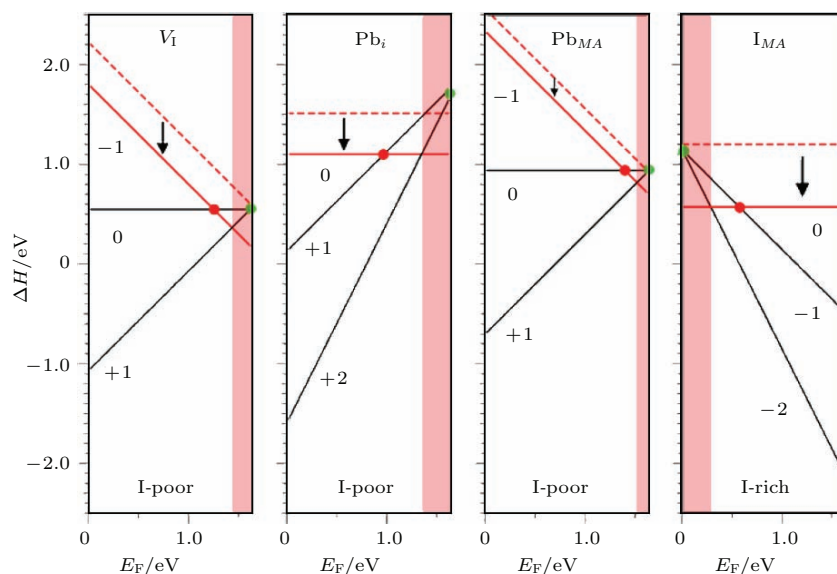 V_I
Pb_i
Pb_MA
I_MA
2.0
1.0
0
−1.0
−2.0
ΔH/eV
−1
0
+1
I-poor
0
+1
+2
I-poor
−1
0
+1
I-poor
0
−1
−2
I-rich
0 1.0
0 1.0
0 1.0
0 1.0
E_F/eV
E_F/eV
E_F/eV
E_F/eV